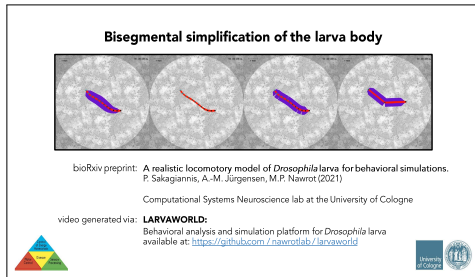 Bisegmental simplification of the larva body
bioRxiv preprint: A realistic locomotory model of Drosophila larva for behavioral simulations.
P. Sakagiannis, A.-M. Jürgensen, M.P. Nawrot (2021)
Computational Systems Neuroscience lab at the University of Cologne
video generated via: LARVAWORLD:
Behavioral analysis and simulation platform for Drosophila larva
available at: https://github.com / nawrotlab / larvaworld
University
of Cologne